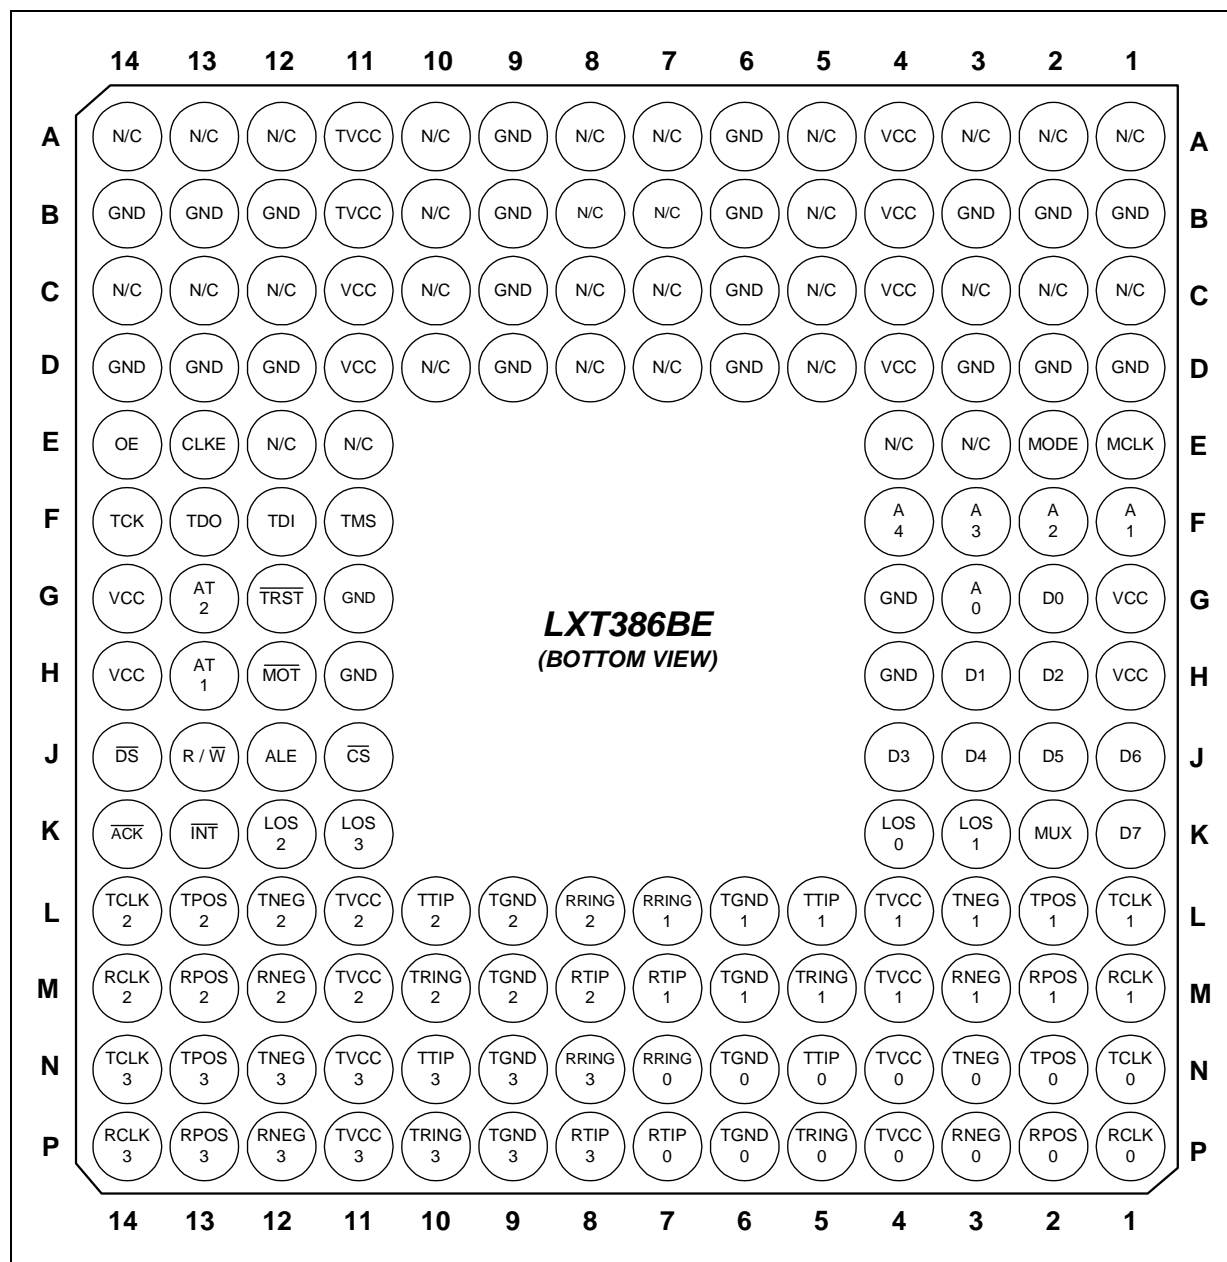 14 13 12 11 10 9 8 7 6 5 4 3 2 1
A N/C N/C N/C TVCC N/C GND N/C N/C GND N/C VCC N/C N/C N/C A
B GND GND GND TVCC N/C GND N/C N/C GND N/C VCC GND GND GND B
C N/C N/C N/C VCC N/C GND N/C N/C GND N/C VCC N/C N/C N/C C
D GND GND GND VCC N/C GND N/C N/C GND N/C VCC GND GND GND D
E OE CLKE N/C N/C N/C N/C MODE MCLK E
F TCK TDO TDI TMS A 4 A 3 A 2 A 1 F
G VCC AT 2 T̅R̅S̅T̅ GND GND A 0 D0 VCC G
LXT386BE
(BOTTOM VIEW)
H VCC AT 1 M̅O̅T̅ GND GND D1 D2 VCC H
J D̅S̅ R / W̅ ALE C̅S̅ D3 D4 D5 D6 J
K A̅C̅K̅ I̅N̅T̅ LOS 2 LOS 3 LOS 0 LOS 1 MUX D7 K
L TCLK 2 TPOS 2 TNEG 2 TVCC 2 TTIP 2 TGND 2 RRING 2 RRING 1 TGND 1 TTIP 1 TVCC 1 TNEG 1 TPOS 1 TCLK 1 L
M RCLK 2 RPOS 2 RNEG 2 TVCC 2 TRING 2 TGND 2 RTIP 2 RTIP 1 TGND 1 TRING 1 TVCC 1 RNEG 1 RPOS 1 RCLK 1 M
N TCLK 3 TPOS 3 TNEG 3 TVCC 3 TTIP 3 TGND 3 RRING 3 RRING 0 TGND 0 TTIP 0 TVCC 0 TNEG 0 TPOS 0 TCLK 0 N
P RCLK 3 RPOS 3 RNEG 3 TVCC 3 TRING 3 TGND 3 RTIP 3 RTIP 0 TGND 0 TRING 0 TVCC 0 RNEG 0 RPOS 0 RCLK 0 P
14 13 12 11 10 9 8 7 6 5 4 3 2 1